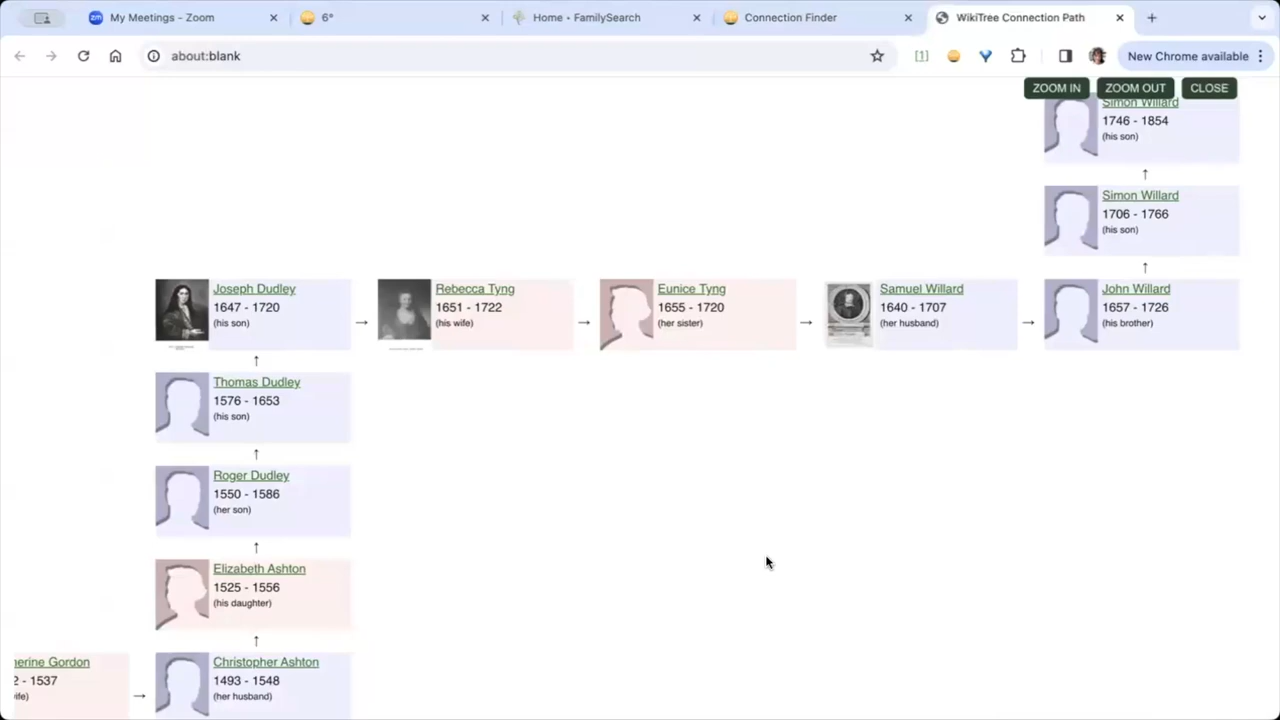 My Meetings - Zoom
6°
Home • FamilySearch
Connection Finder
WikiTree Connection Path
about:blank
New Chrome available
ZOOM IN
ZOOM OUT
CLOSE
Simon Willard
1746 - 1854
(his son)
Simon Willard
1706 - 1766
(his son)
Joseph Dudley
1647 - 1720
(his son)
Rebecca Tyng
1651 - 1722
(his wife)
Eunice Tyng
1655 - 1720
(her sister)
Samuel Willard
1640 - 1707
(her husband)
John Willard
1657 - 1726
(his brother)
Thomas Dudley
1576 - 1653
(his son)
Roger Dudley
1550 - 1586
(her son)
Elizabeth Ashton
1525 - 1556
(his daughter)
herine Gordon
2 - 1537
ife)
Christopher Ashton
1493 - 1548
(her husband)